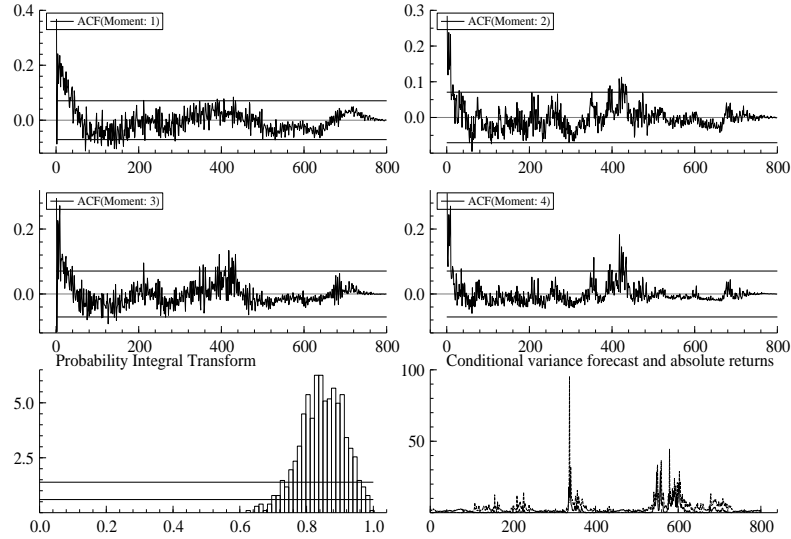 0.4
ACF(Moment: 1)
0.2
0.0
0 200 400 600 800
0.3
ACF(Moment: 2)
0.2
0.1
0.0
0 200 400 600 800
ACF(Moment: 3)
0.2
0.0
0 200 400 600 800
ACF(Moment: 4)
0.2
0.0
0 200 400 600 800
Probability Integral Transform
5.0
2.5
0.0 0.2 0.4 0.6 0.8 1.0
Conditional variance forecast and absolute returns
100
50
0 200 400 600 800